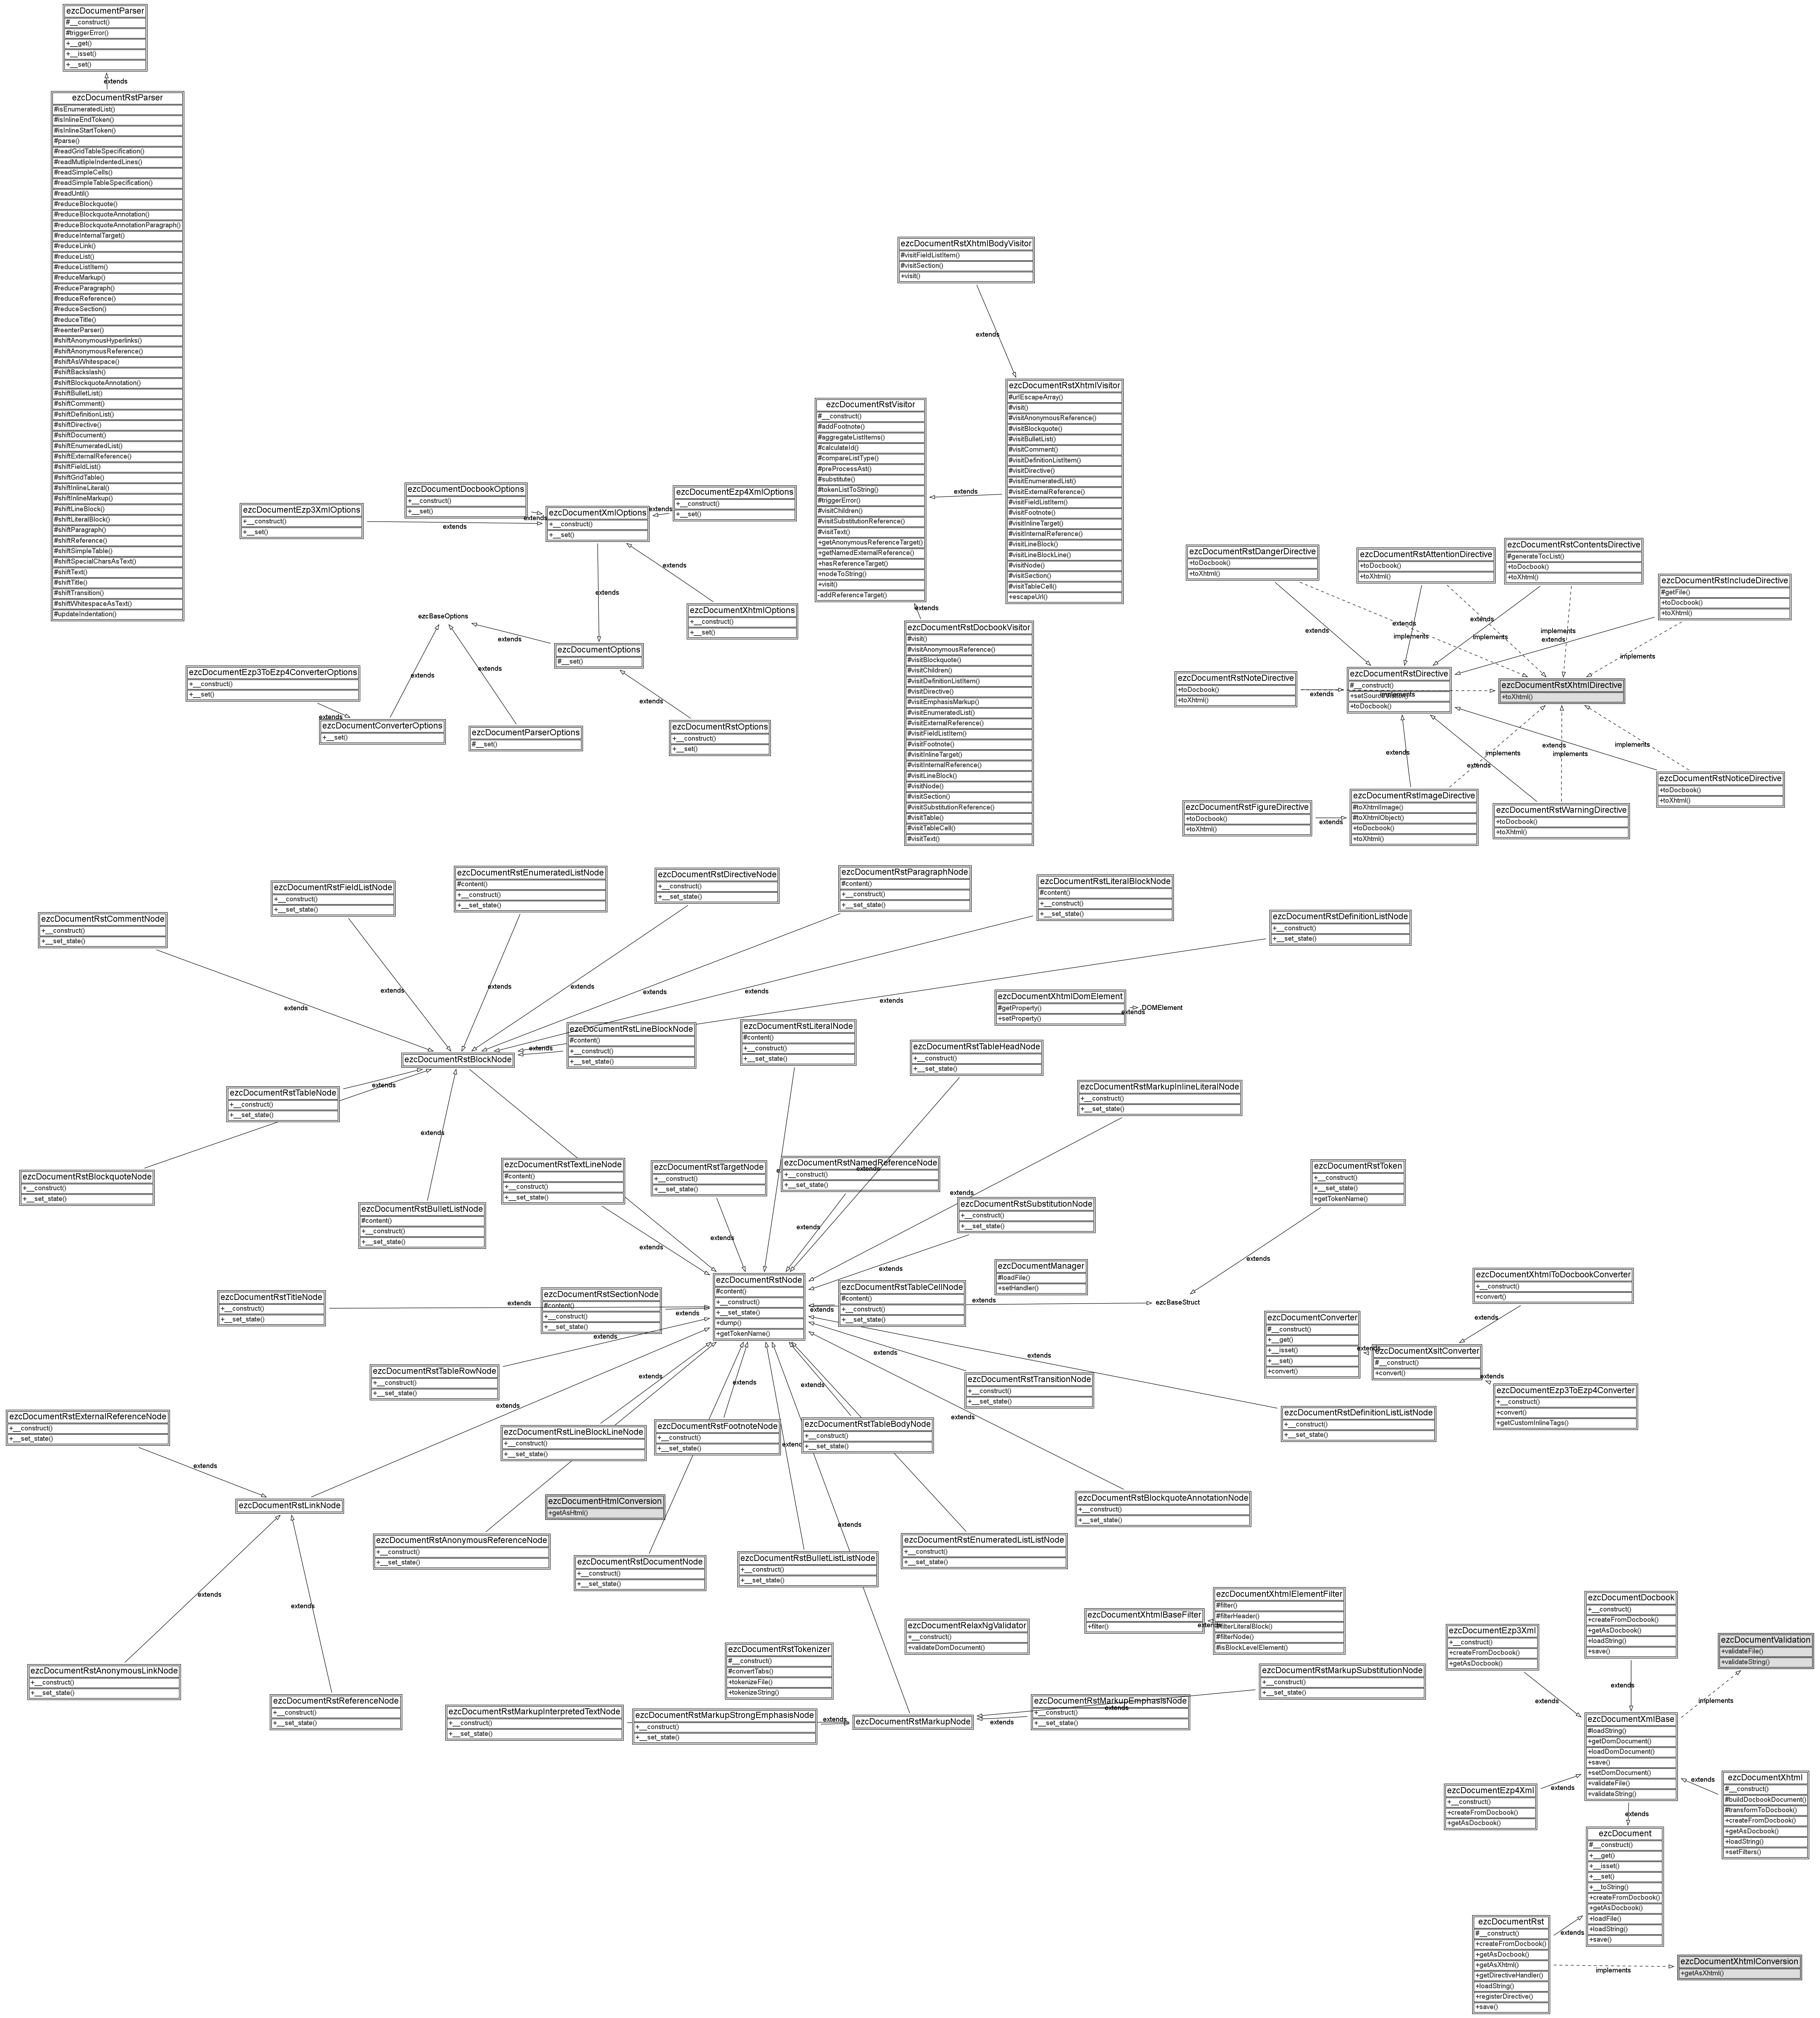 ezcDocumentParser
#__construct()
#triggerError()
+__get()
+__isset()
+__set()
extends
ezcDocumentRstParser
#isEnumeratedList()
#isInlineEndToken()
#isInlineStartToken()
#parse()
#readGridTableSpecification()
#readMutlipleIndentedLines()
#readSimpleCells()
#readSimpleTableSpecification()
#readUntil()
#reduceBlockquote()
#reduceBlockquoteAnnotation()
#reduceBlockquoteAnnotationParagraph()
#reduceInternalTarget()
#reduceLink()
#reduceList()
#reduceListItem()
#reduceMarkup()
#reduceParagraph()
#reduceReference()
#reduceSection()
#reduceTitle()
#reenterParser()
#shiftAnonymousHyperlinks()
#shiftAnonymousReference()
#shiftAsWhitespace()
#shiftBackslash()
#shiftBlockquoteAnnotation()
#shiftBulletList()
#shiftComment()
#shiftDefinitionList()
#shiftDirective()
#shiftDocument()
#shiftEnumeratedList()
#shiftExternalReference()
#shiftFieldList()
#shiftGridTable()
#shiftInlineLiteral()
#shiftInlineMarkup()
#shiftLineBlock()
#shiftLiteralBlock()
#shiftParagraph()
#shiftReference()
#shiftSimpleTable()
#shiftSpecialCharsAsText()
#shiftText()
#shiftTitle()
#shiftTransition()
#shiftWhitespaceAsText()
#updateIndentation()
ezcDocumentRstXhtmlBodyVisitor
#visitFieldListItem()
#visitSection()
+visit()
extends
ezcDocumentRstXhtmlVisitor
#urlEscapeArray()
#visit()
#visitAnonymousReference()
#visitBlockquote()
#visitBulletList()
#visitComment()
#visitDefinitionListItem()
#visitDirective()
#visitEnumeratedList()
#visitExternalReference()
#visitFieldListItem()
#visitFootnote()
#visitInlineTarget()
#visitInternalReference()
#visitLineBlock()
#visitLineBlockLine()
#visitNode()
#visitSection()
#visitTableCell()
+escapeUrl()
extends
ezcDocumentRstVisitor
#__construct()
#addFootnote()
#aggregateListItems()
#calculateId()
#compareListType()
#preProcessAst()
#substitute()
#tokenListToString()
#triggerError()
#visitChildren()
#visitSubstitutionReference()
#visitText()
+getAnonymousReferenceTarget()
+getNamedExternalReference()
+hasReferenceTarget()
+nodeToString()
+visit()
-addReferenceTarget()
extends
ezcDocumentRstDocbookVisitor
#visit()
#visitAnonymousReference()
#visitBlockquote()
#visitChildren()
#visitDefinitionListItem()
#visitDirective()
#visitEmphasisMarkup()
#visitEnumeratedList()
#visitExternalReference()
#visitFieldListItem()
#visitFootnote()
#visitInlineTarget()
#visitInternalReference()
#visitLineBlock()
#visitNode()
#visitSection()
#visitSubstitutionReference()
#visitTable()
#visitTableCell()
#visitText()
ezcDocumentEzp3XmlOptions
+__construct()
+__set()
extends
ezcDocumentDocbookOptions
+__construct()
+__set()
extends
ezcDocumentXmlOptions
+__construct()
+__set()
extends
ezcDocumentEzp4XmlOptions
+__construct()
+__set()
extends
ezcDocumentXhtmlOptions
+__construct()
+__set()
extends
ezcBaseOptions
extends
ezcDocumentOptions
#__set()
extends
ezcDocumentRstOptions
+__construct()
+__set()
ezcDocumentEzp3ToEzp4ConverterOptions
+__construct()
+__set()
extends
ezcDocumentConverterOptions
+__set()
extends
ezcDocumentParserOptions
#__set()
extends
ezcDocumentRstDangerDirective
+toDocbook()
+toXhtml()
ezcDocumentRstAttentionDirective
+toDocbook()
+toXhtml()
ezcDocumentRstContentsDirective
#generateTocList()
+toDocbook()
+toXhtml()
ezcDocumentRstIncludeDirective
#getFile()
+toDocbook()
+toXhtml()
extends
extends
implements
extends
implements
implements
extends
implements
ezcDocumentRstNoteDirective
+toDocbook()
+toXhtml()
extends
implements
ezcDocumentRstDirective
#__construct()
+setSourceVisitor()
+toDocbook()
ezcDocumentRstXhtmlDirective
+toXhtml()
extends
extends
implements
extends
implements
implements
ezcDocumentRstFigureDirective
+toDocbook()
+toXhtml()
extends
ezcDocumentRstImageDirective
#toXhtmlImage()
#toXhtmlObject()
+toDocbook()
+toXhtml()
ezcDocumentRstWarningDirective
+toDocbook()
+toXhtml()
ezcDocumentRstNoticeDirective
+toDocbook()
+toXhtml()
ezcDocumentRstCommentNode
+__construct()
+__set_state()
extends
ezcDocumentRstFieldListNode
+__construct()
+__set_state()
extends
ezcDocumentRstEnumeratedListNode
#content()
+__construct()
+__set_state()
extends
ezcDocumentRstDirectiveNode
+__construct()
+__set_state()
extends
ezcDocumentRstParagraphNode
#content()
+__construct()
+__set_state()
extends
ezcDocumentRstLiteralBlockNode
#content()
+__construct()
+__set_state()
extends
ezcDocumentRstDefinitionListNode
+__construct()
+__set_state()
extends
ezcDocumentXhtmlDomElement
#getProperty()
+setProperty()
extends
DOMElement
ezcDocumentRstBlockNode
extends
ezcDocumentRstLineBlockNode
#content()
+__construct()
+__set_state()
ezcDocumentRstLiteralNode
#content()
+__construct()
+__set_state()
ezcDocumentRstTableHeadNode
+__construct()
+__set_state()
ezcDocumentRstMarkupInlineLiteralNode
+__construct()
+__set_state()
ezcDocumentRstTableNode
+__construct()
+__set_state()
extends
ezcDocumentRstBlockquoteNode
+__construct()
+__set_state()
extends
ezcDocumentRstBulletListNode
#content()
+__construct()
+__set_state()
ezcDocumentRstTextLineNode
#content()
+__construct()
+__set_state()
extends
ezcDocumentRstTargetNode
+__construct()
+__set_state()
extends
ezcDocumentRstNamedReferenceNode
+__construct()
+__set_state()
extends
extends
ezcDocumentRstSubstitutionNode
+__construct()
+__set_state()
extends
extends
ezcDocumentRstToken
+__construct()
+__set_state()
+getTokenName()
extends
ezcBaseStruct
extends
ezcDocumentManager
#loadFile()
+setHandler()
ezcDocumentRstTitleNode
+__construct()
+__set_state()
extends
ezcDocumentRstSectionNode
#content()
+__construct()
+__set_state()
extends
ezcDocumentRstNode
#content()
+__construct()
+__set_state()
+dump()
+getTokenName()
extends
ezcDocumentRstTableCellNode
#content()
+__construct()
+__set_state()
ezcDocumentXhtmlToDocbookConverter
+__construct()
+convert()
extends
ezcDocumentConverter
#__construct()
+__get()
+__isset()
+__set()
+convert()
extends
ezcDocumentXsltConverter
#__construct()
+convert()
extends
ezcDocumentEzp3ToEzp4Converter
+__construct()
+convert()
+getCustomInlineTags()
ezcDocumentRstTableRowNode
+__construct()
+__set_state()
extends
extends
extends
extends
extends
extends
extends
extends
ezcDocumentRstTransitionNode
+__construct()
+__set_state()
extends
ezcDocumentRstDefinitionListListNode
+__construct()
+__set_state()
ezcDocumentRstExternalReferenceNode
+__construct()
+__set_state()
extends
ezcDocumentRstLineBlockLineNode
+__construct()
+__set_state()
ezcDocumentRstFootnoteNode
+__construct()
+__set_state()
ezcDocumentRstTableBodyNode
+__construct()
+__set_state()
ezcDocumentRstLinkNode
ezcDocumentHtmlConversion
+getAsHtml()
ezcDocumentRstBlockquoteAnnotationNode
+__construct()
+__set_state()
ezcDocumentRstAnonymousReferenceNode
+__construct()
+__set_state()
ezcDocumentRstDocumentNode
+__construct()
+__set_state()
ezcDocumentRstBulletListListNode
+__construct()
+__set_state()
extends
ezcDocumentRstEnumeratedListListNode
+__construct()
+__set_state()
extends
extends
ezcDocumentRstAnonymousLinkNode
+__construct()
+__set_state()
ezcDocumentRstReferenceNode
+__construct()
+__set_state()
ezcDocumentRstTokenizer
#__construct()
#convertTabs()
+tokenizeFile()
+tokenizeString()
ezcDocumentRelaxNgValidator
+__construct()
+validateDomDocument()
ezcDocumentXhtmlBaseFilter
+filter()
extends
ezcDocumentXhtmlElementFilter
#filter()
#filterHeader()
#filterLiteralBlock()
#filterNode()
#isBlockLevelElement()
ezcDocumentRstMarkupInterpretedTextNode
+__construct()
+__set_state()
ezcDocumentRstMarkupStrongEmphasisNode
+__construct()
+__set_state()
extends
ezcDocumentRstMarkupNode
extends
ezcDocumentRstMarkupEmphasisNode
+__construct()
+__set_state()
extends
ezcDocumentRstMarkupSubstitutionNode
+__construct()
+__set_state()
ezcDocumentEzp3Xml
+__construct()
+createFromDocbook()
+getAsDocbook()
extends
ezcDocumentDocbook
+__construct()
+createFromDocbook()
+getAsDocbook()
+loadString()
+save()
extends
ezcDocumentValidation
+validateFile()
+validateString()
implements
ezcDocumentXmlBase
#loadString()
+getDomDocument()
+loadDomDocument()
+save()
+setDomDocument()
+validateFile()
+validateString()
ezcDocumentEzp4Xml
+__construct()
+createFromDocbook()
+getAsDocbook()
extends
extends
ezcDocumentXhtml
#__construct()
#buildDocbookDocument()
#transformToDocbook()
+createFromDocbook()
+getAsDocbook()
+loadString()
+setFilters()
extends
ezcDocument
#__construct()
+__get()
+__isset()
+__set()
+__toString()
+createFromDocbook()
+getAsDocbook()
+loadFile()
+loadString()
+save()
ezcDocumentRst
#__construct()
+createFromDocbook()
+getAsDocbook()
+getAsXhtml()
+getDirectiveHandler()
+loadString()
+registerDirective()
+save()
extends
implements
ezcDocumentXhtmlConversion
+getAsXhtml()